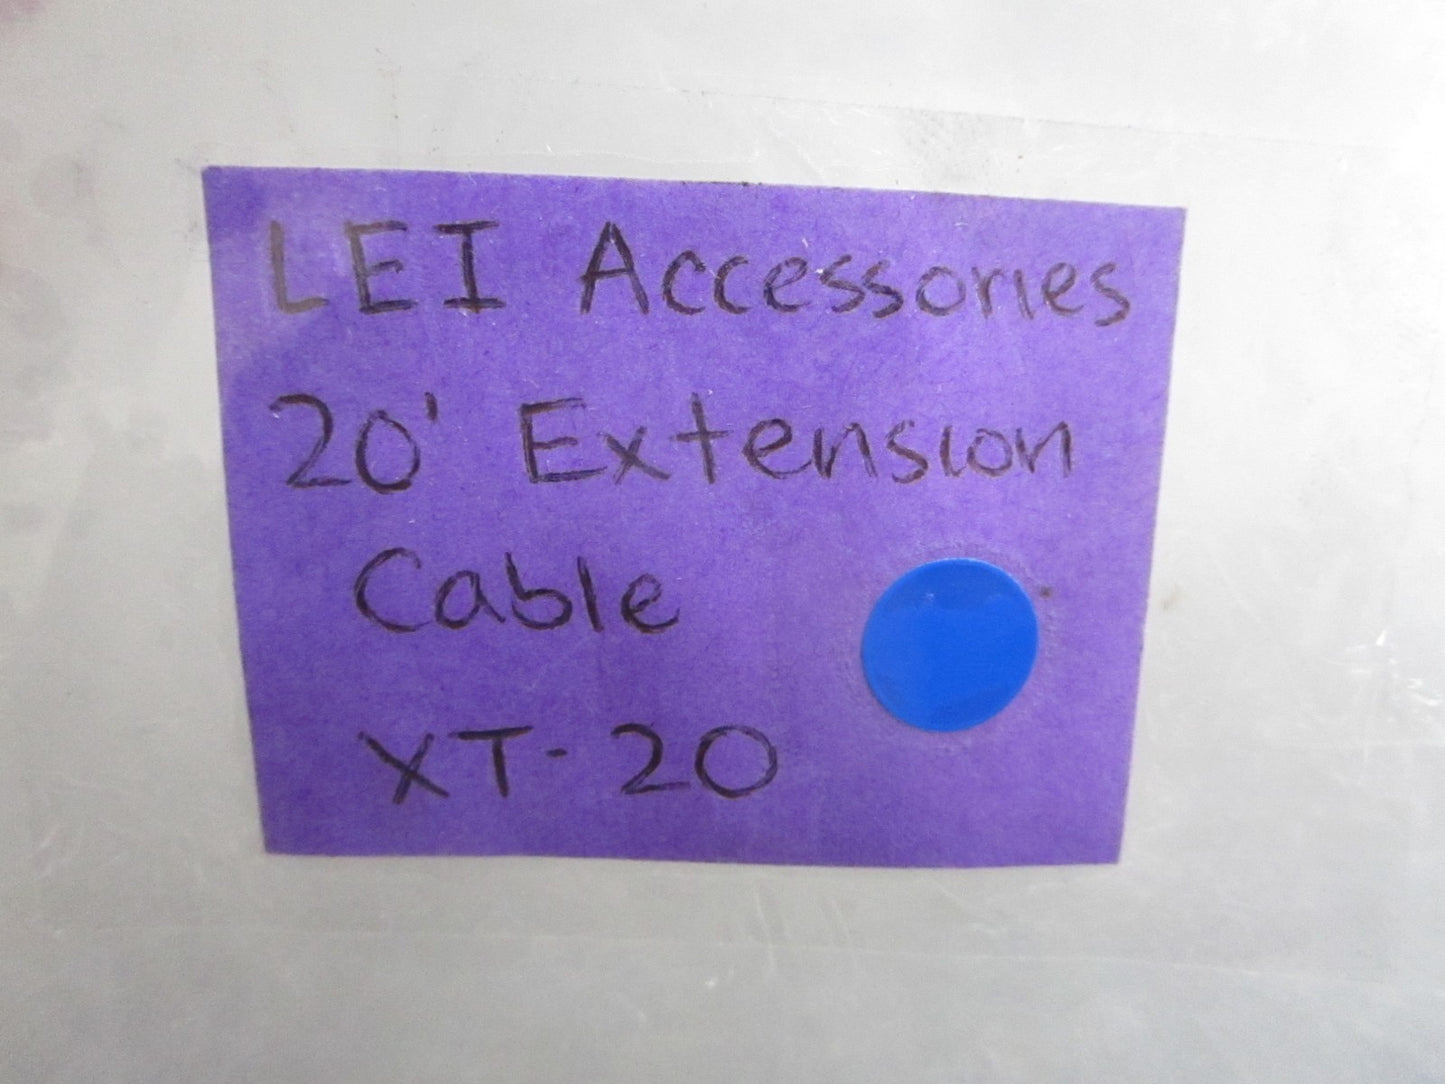 LEI Accessories
20' Extension
Cable
XT-20